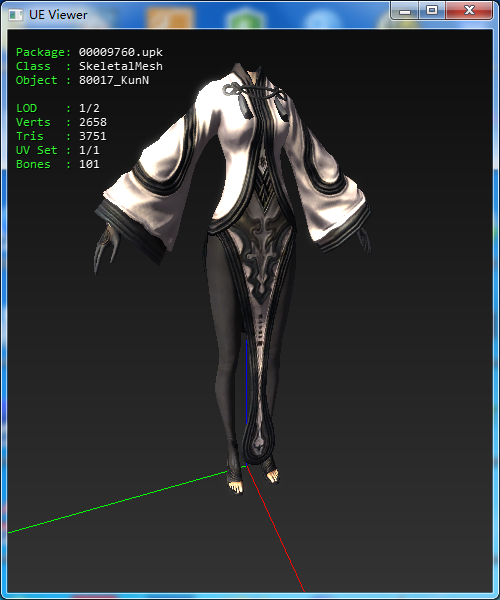 UE Viewer
Package: 00009760.upk
Class  : SkeletalMesh
Object : 80017_KunN
LOD    : 1/2
Verts  : 2658
Tris   : 3751
UV Set : 1/1
Bones  : 101